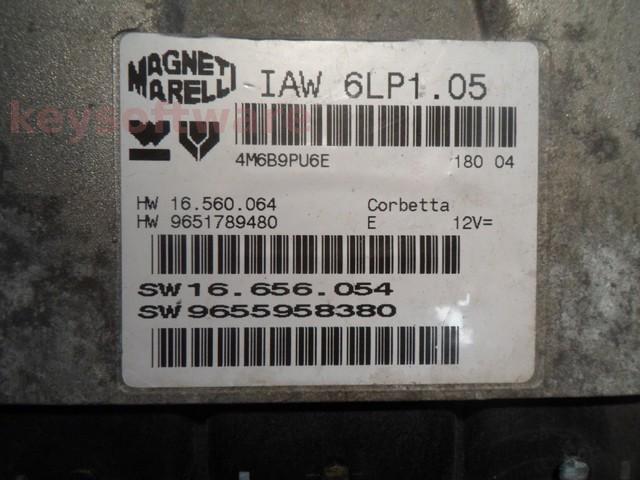 MAGNETI
MARELLI
IAW 6LP1.05
keysoftware
4M6B9PU6E 180 04
HW 16.560.064 Corbetta
HW 9651789480 E 12V=
SW 16.656.054
SW 9655958380